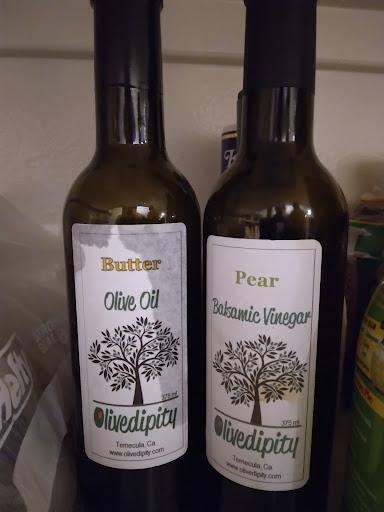 Butter
Olive Oil
375 ml
Olivedipity
Temecula, Ca
www.olivedipity.com
Pear
Balsamic Vinegar
375 ml
Olivedipity
Temecula, Ca
www.olivedipity.com